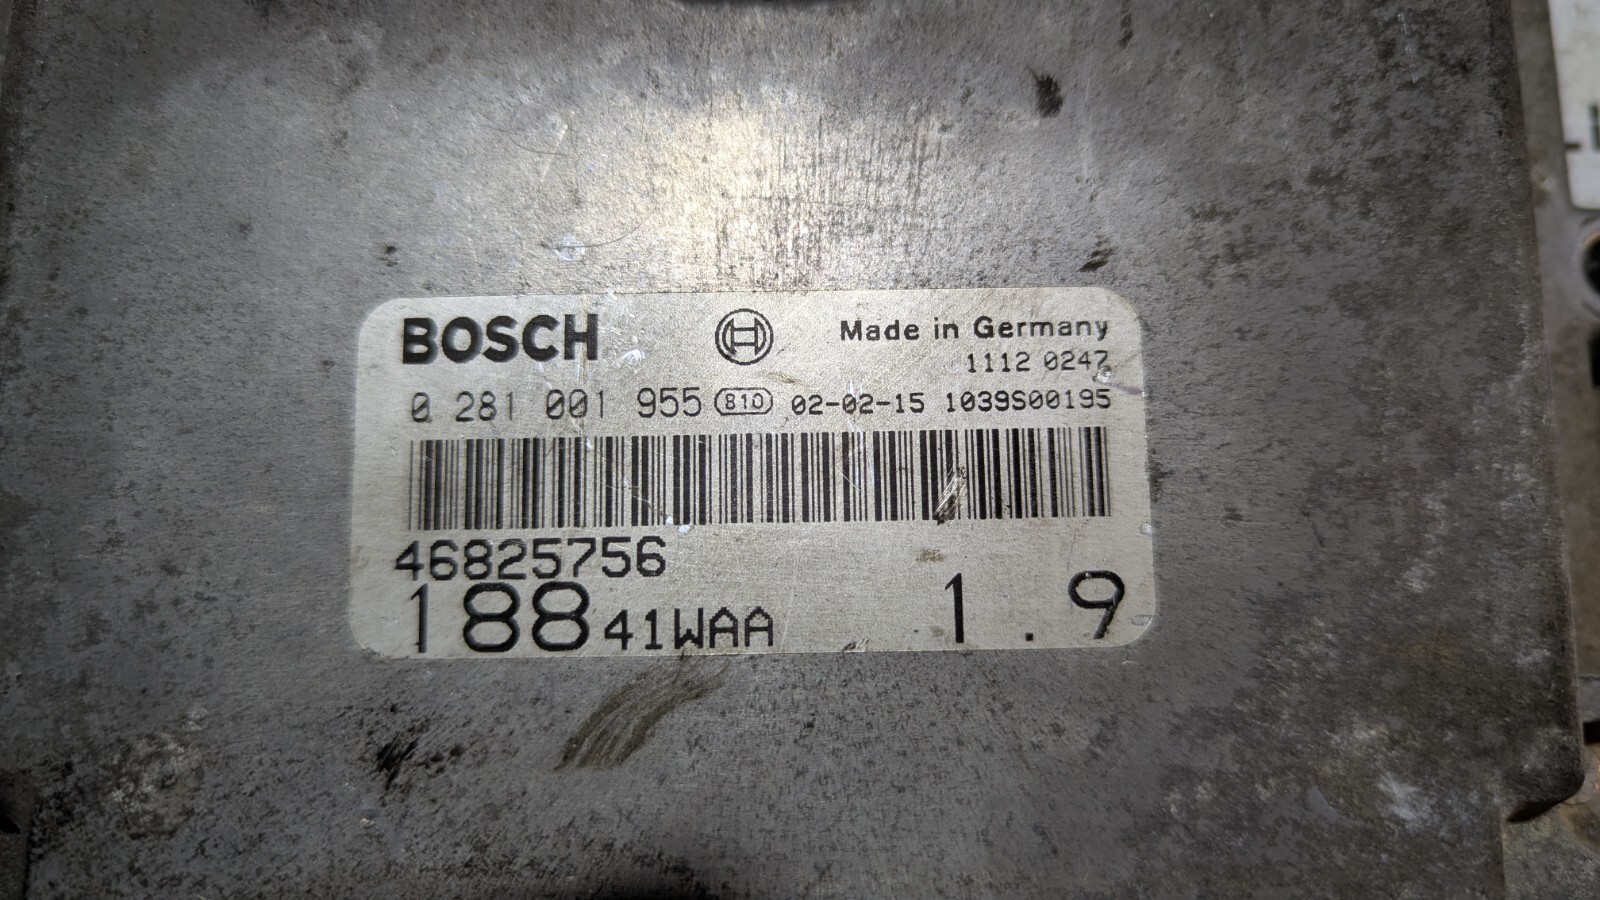 BOSCH Made in Germany
1112 0247
0 281 001 955 810 02-02-15 1039S00195
46825756
188 41WAA 1.9